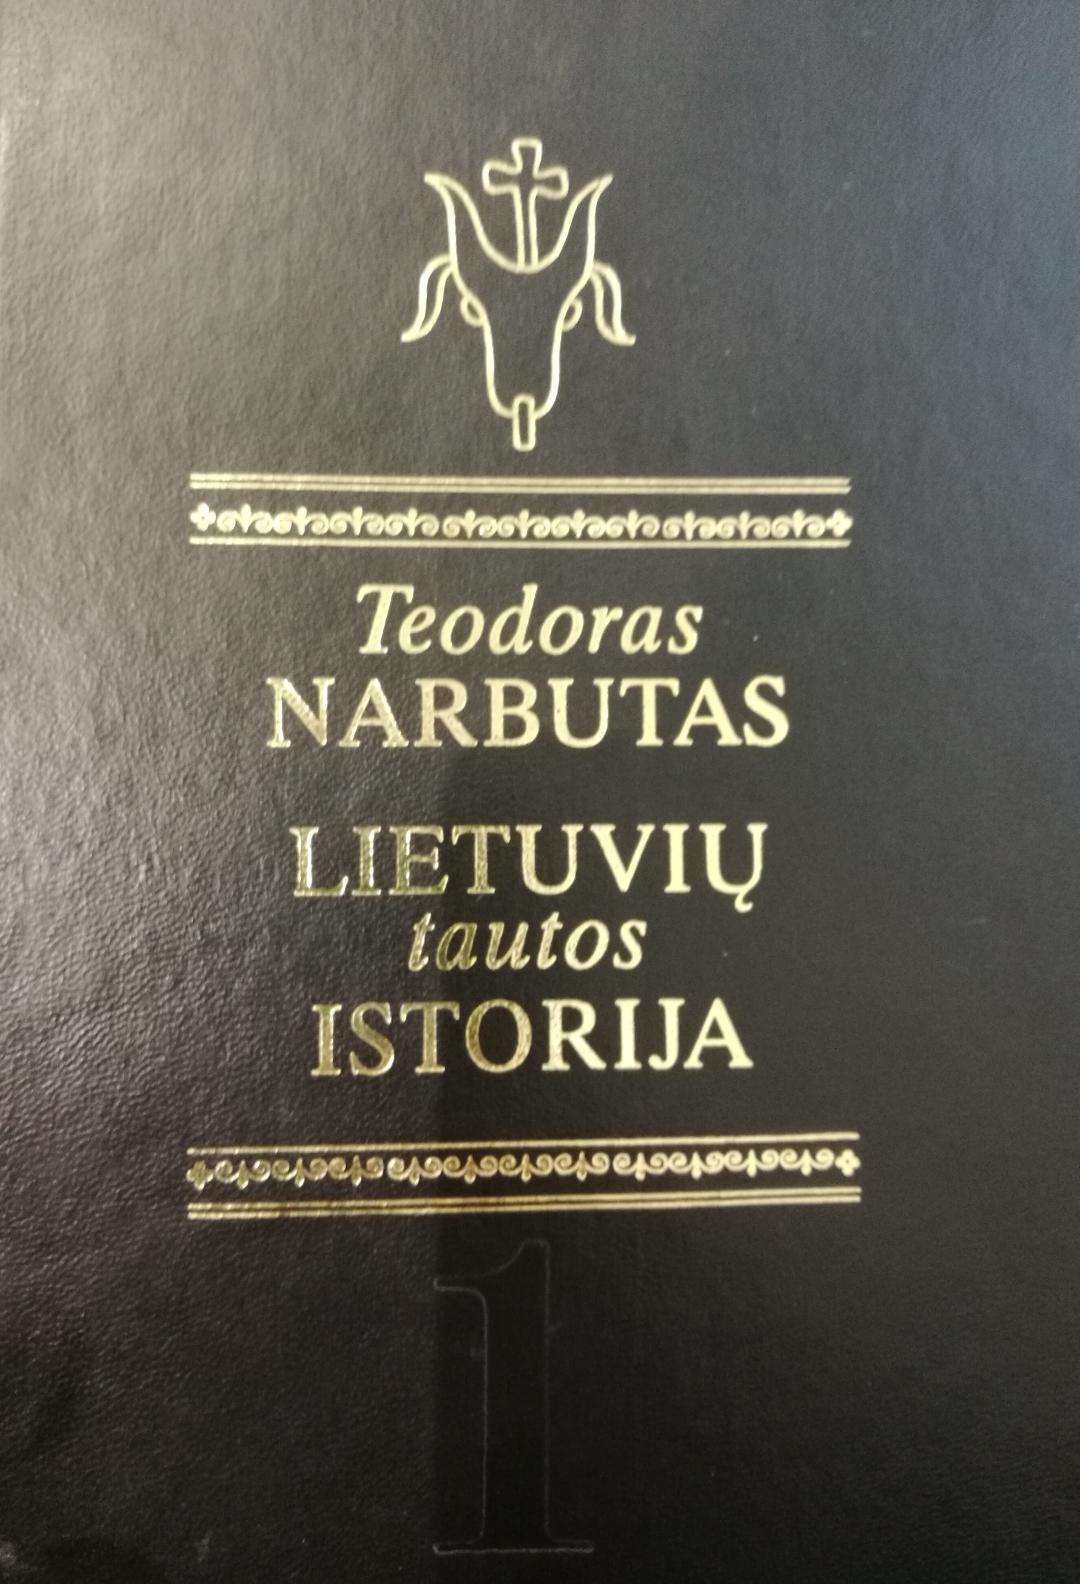 Teodoras
NARBUTAS
LIETUVIŲ
tautos
ISTORIJA
1